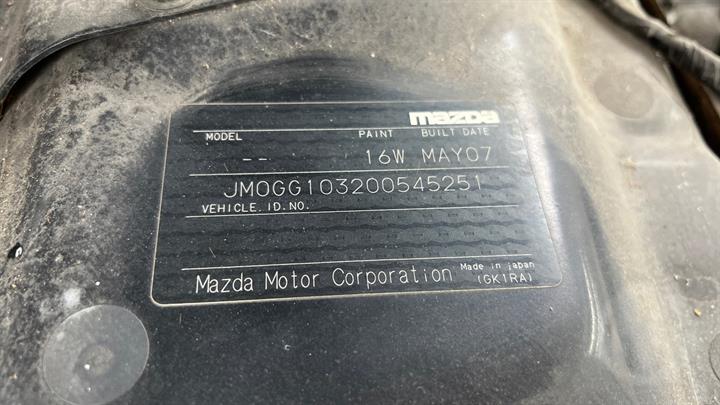 mazda
MODEL PAINT BUILT DATE
-- 16W MAY07
JM0GG103200545251
VEHICLE. ID. NO.
Mazda Motor Corporation Made in japan
(GK1RA)